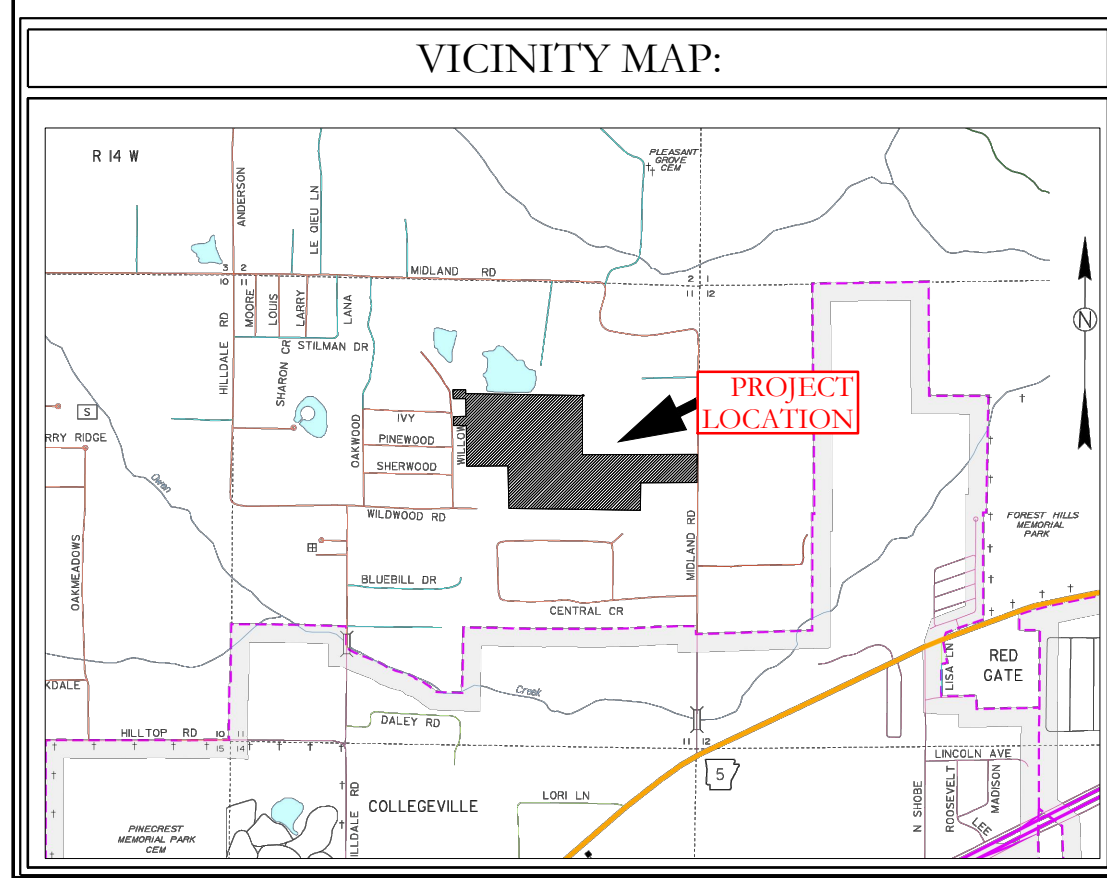 VICINITY MAP:
R 14 W
ANDERSON
LE QIEU LN
PLEASANT
GROVE
CEM
3 2
10 11
MIDLAND RD
2 1
11 12
N
HILLDALE RD
MOORE
LOUIS
LARRY
LANA
STILMAN DR
SHARON CR
S
RRY RIDGE
OAKWOOD
IVY
PINEWOOD
SHERWOOD
WILLOW
WILDWOOD RD
PROJECT
LOCATION
MIDLAND RD
Owen
OAKMEADOWS
BLUEBILL DR
CENTRAL CR
FOREST HILLS
MEMORIAL
PARK
Creek
LISA LN
RED
GATE
KDALE
HILLTOP RD
10 11
15 14
DALEY RD
11 12
5
LINCOLN AVE
COLLEGEVILLE
LORI LN
ILLDALE RD
N SHOBE
ROOSEVELT
LEE
MADISON
PINECREST
MEMORIAL PARK
CEM